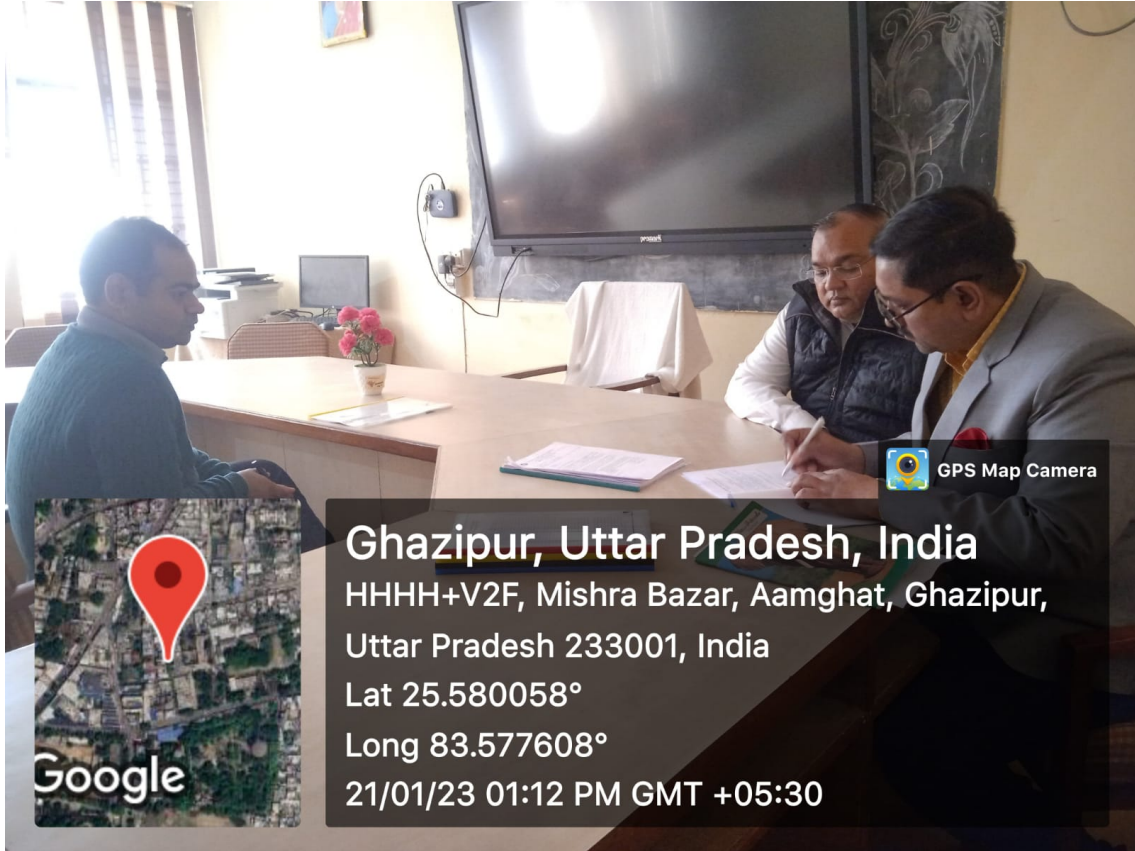 GPS Map Camera
Ghazipur, Uttar Pradesh, India
HHHH+V2F, Mishra Bazar, Aamghat, Ghazipur,
Uttar Pradesh 233001, India
Lat 25.580058°
Long 83.577608°
21/01/23 01:12 PM GMT +05:30
Google